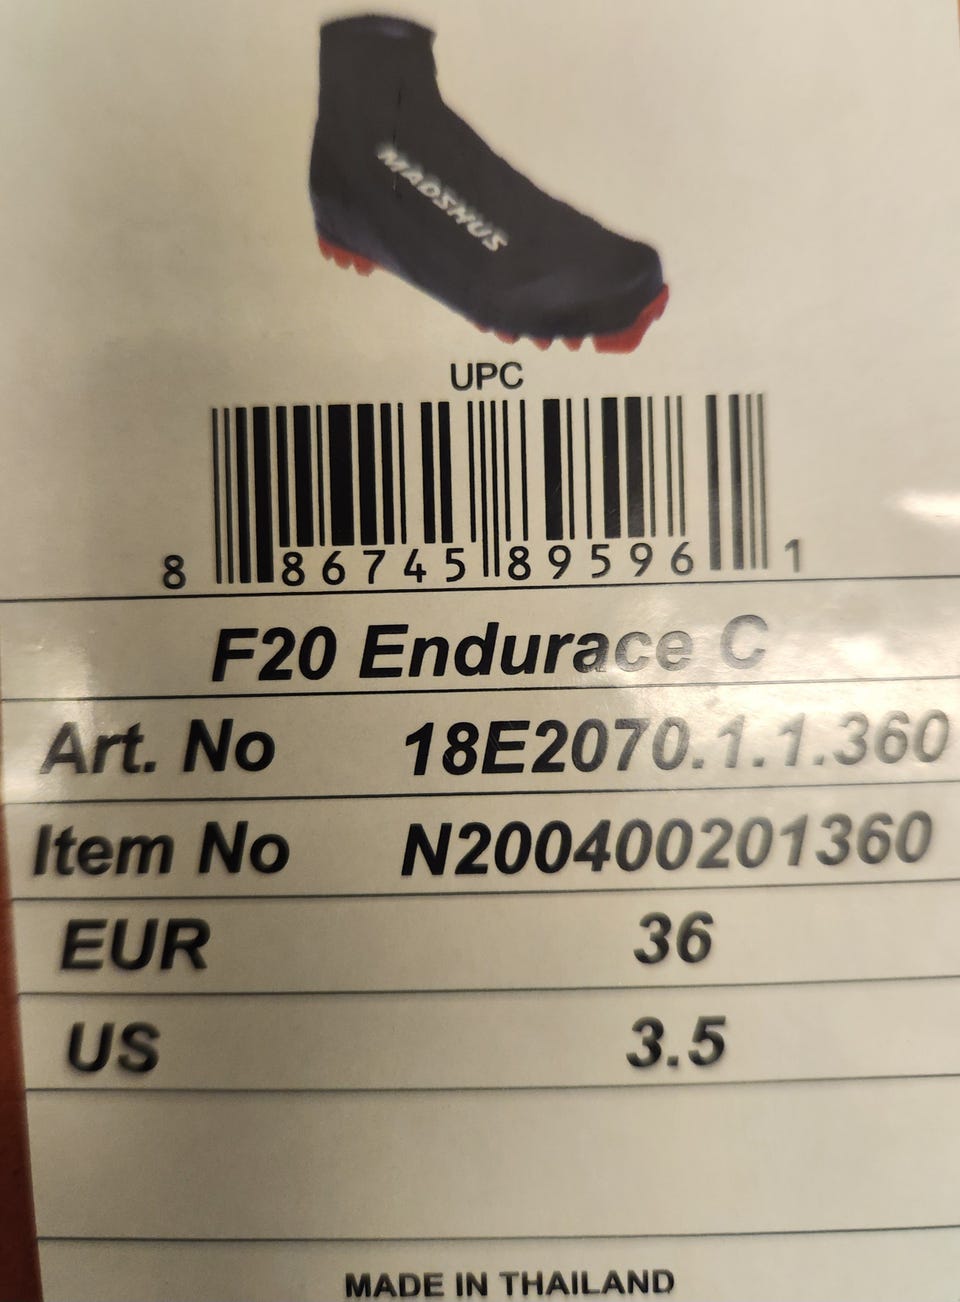 MADSHUS
UPC
8 86745 89596 1
F20 Endurace C
Art. No 18E2070.1.1.360
Item No N200400201360
EUR 36
US 3.5
MADE IN THAILAND